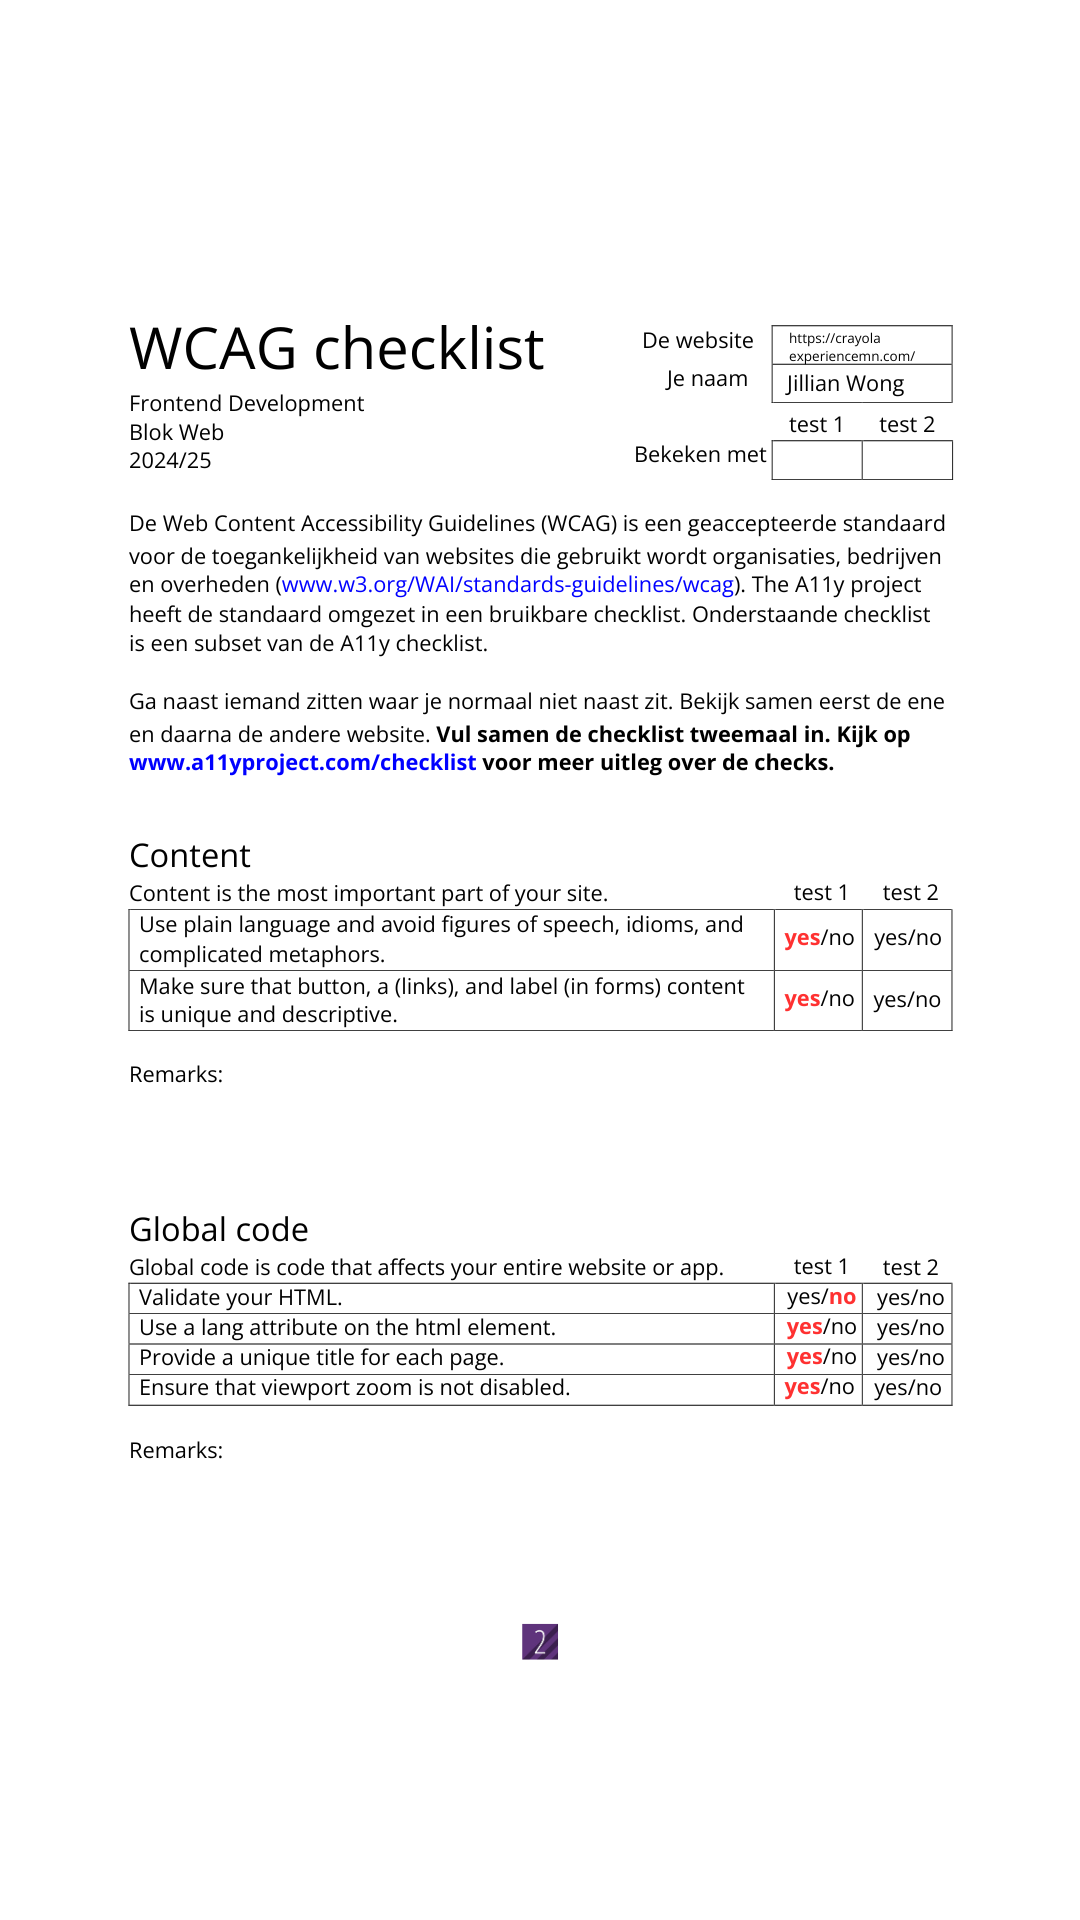 WCAG checklist
Frontend Development
Blok Web
2024/25
De website
https://crayola
experiencemn.com/
Je naam
Jillian Wong
test 1 test 2
Bekeken met
De Web Content Accessibility Guidelines (WCAG) is een geaccepteerde standaard
voor de toegankelijkheid van websites die gebruikt wordt organisaties, bedrijven
en overheden (www.w3.org/WAI/standards-guidelines/wcag). The A11y project
heeft de standaard omgezet in een bruikbare checklist. Onderstaande checklist
is een subset van de A11y checklist.
Ga naast iemand zitten waar je normaal niet naast zit. Bekijk samen eerst de ene
en daarna de andere website. Vul samen de checklist tweemaal in. Kijk op
www.a11yproject.com/checklist voor meer uitleg over de checks.
Content
Content is the most important part of your site. test 1 test 2
Use plain language and avoid figures of speech, idioms, and
complicated metaphors.
yes/no yes/no
Make sure that button, a (links), and label (in forms) content
is unique and descriptive.
yes/no yes/no
Remarks:
Global code
Global code is code that affects your entire website or app. test 1 test 2
Validate your HTML. yes/no yes/no
Use a lang attribute on the html element. yes/no yes/no
Provide a unique title for each page. yes/no yes/no
Ensure that viewport zoom is not disabled. yes/no yes/no
Remarks:
2